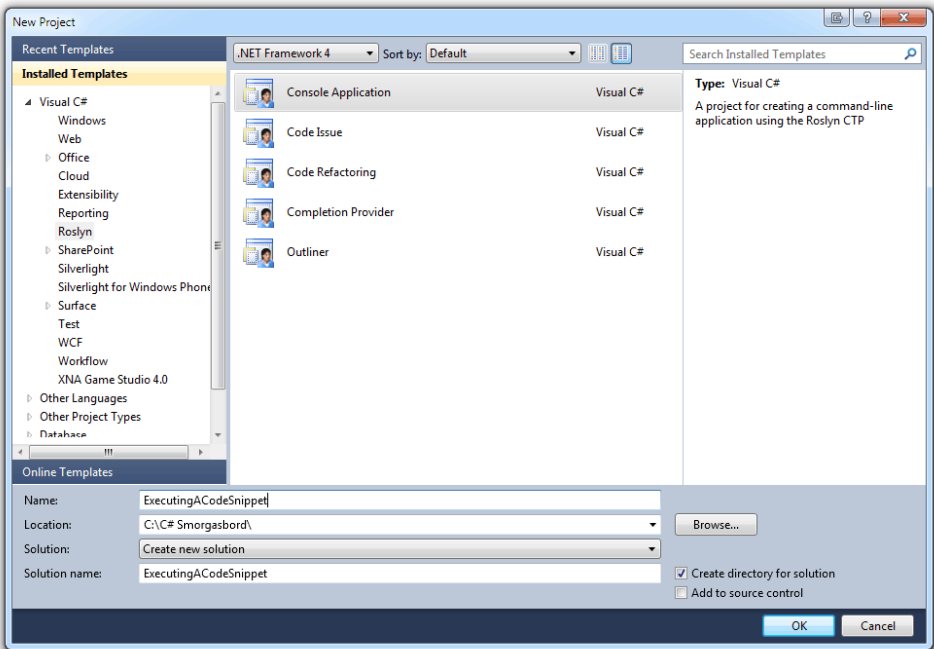 New Project
Recent Templates
Installed Templates
Visual C#
Windows
Web
Office
Cloud
Extensibility
Reporting
Roslyn
SharePoint
Silverlight
Silverlight for Windows Phone
Surface
Test
WCF
Workflow
XNA Game Studio 4.0
Other Languages
Other Project Types
Database
Online Templates
.NET Framework 4 Sort by: Default
Console Application Visual C#
Code Issue Visual C#
Code Refactoring Visual C#
Completion Provider Visual C#
Outliner Visual C#
Search Installed Templates
Type: Visual C#
A project for creating a command-line
application using the Roslyn CTP
Name: ExecutingACodeSnippet
Location: C:\C# Smorgasbord\ Browse...
Solution: Create new solution
Solution name: ExecutingACodeSnippet
Create directory for solution
Add to source control
OK Cancel